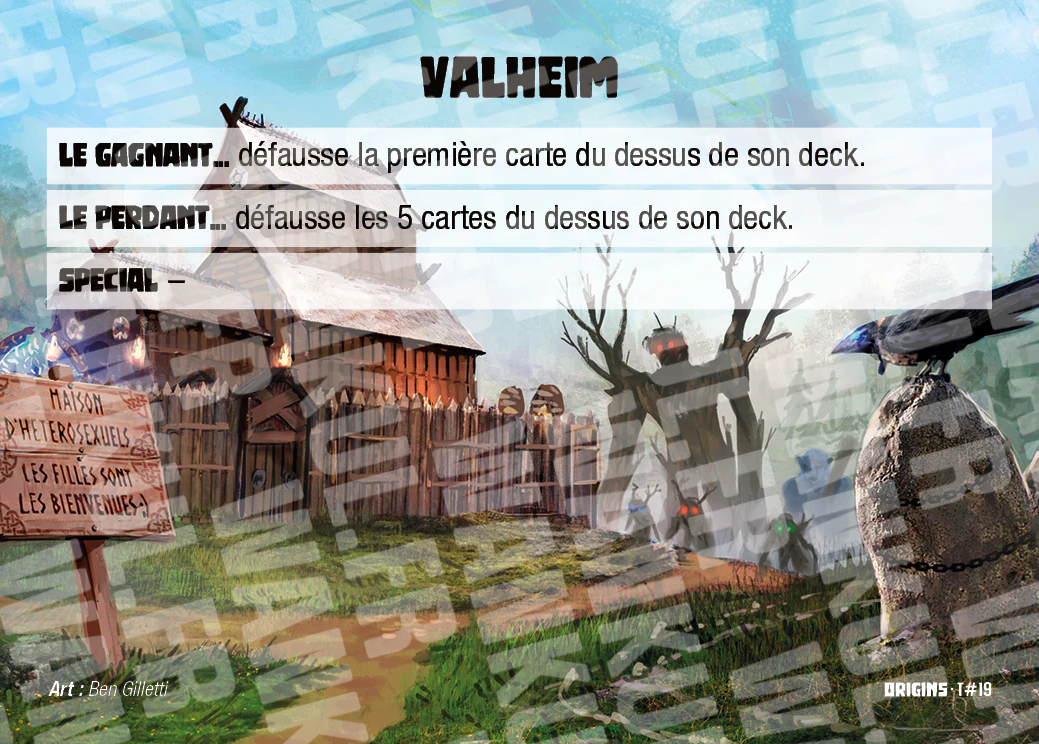 VALHEIM
LE GAGNANT... défausse la première carte du dessus de son deck.
LE PERDANT... défausse les 5 cartes du dessus de son deck.
SPECIAL –
MAISON
D'HETEROSEXUELS
LES FILLES SONT
LES BIENVENUES:)
Art : Ben Gilletti
ORIGINS · T#19